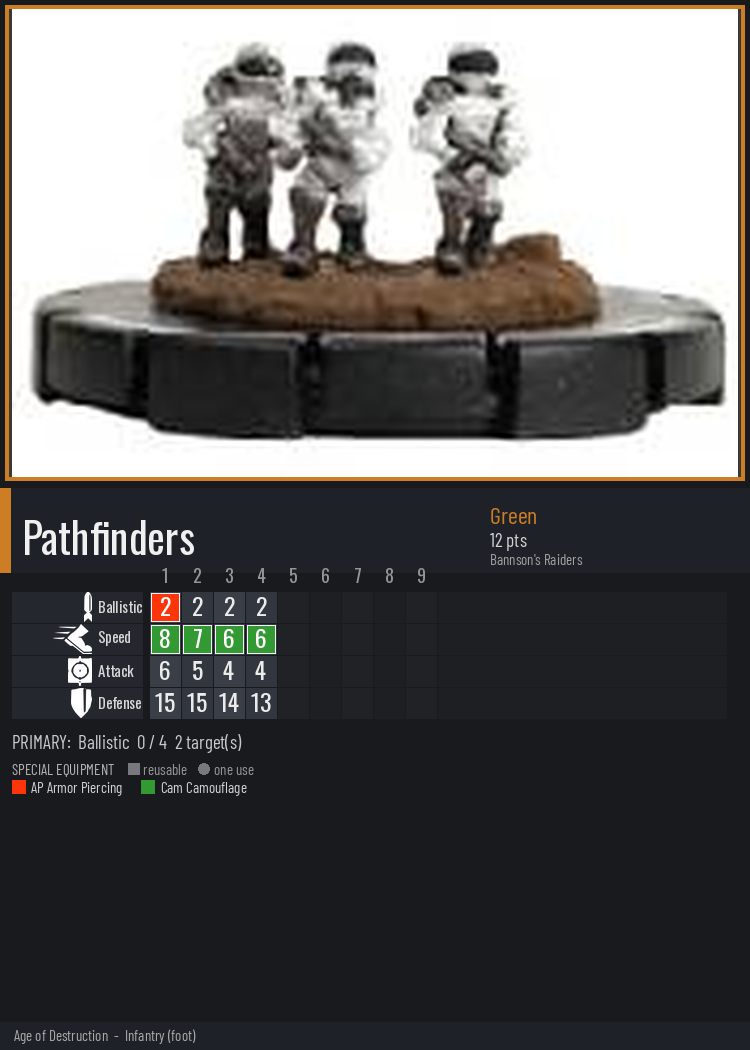 Pathfinders
Green
12 pts
Bannson's Raiders
1 2 3 4 5 6 7 8 9
Ballistic 2 2 2 2
Speed 8 7 6 6
Attack 6 5 4 4
Defense 15 15 14 13
PRIMARY: Ballistic 0 / 4 2 target(s)
SPECIAL EQUIPMENT reusable one use
AP Armor Piercing Cam Camouflage
Age of Destruction - Infantry (foot)